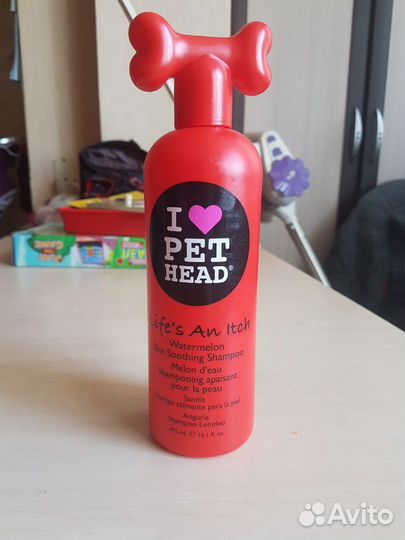 I ♥
PET
HEAD®
Life's An Itch
Watermelon
Skin Soothing Shampoo
Melon d'eau
Shampooing apaisant
pour la peau
Sandía
Champú calmante para la piel
Anguria
Shampoo Lenitivo
475 mL e 16.1 fl. oz.
Avito